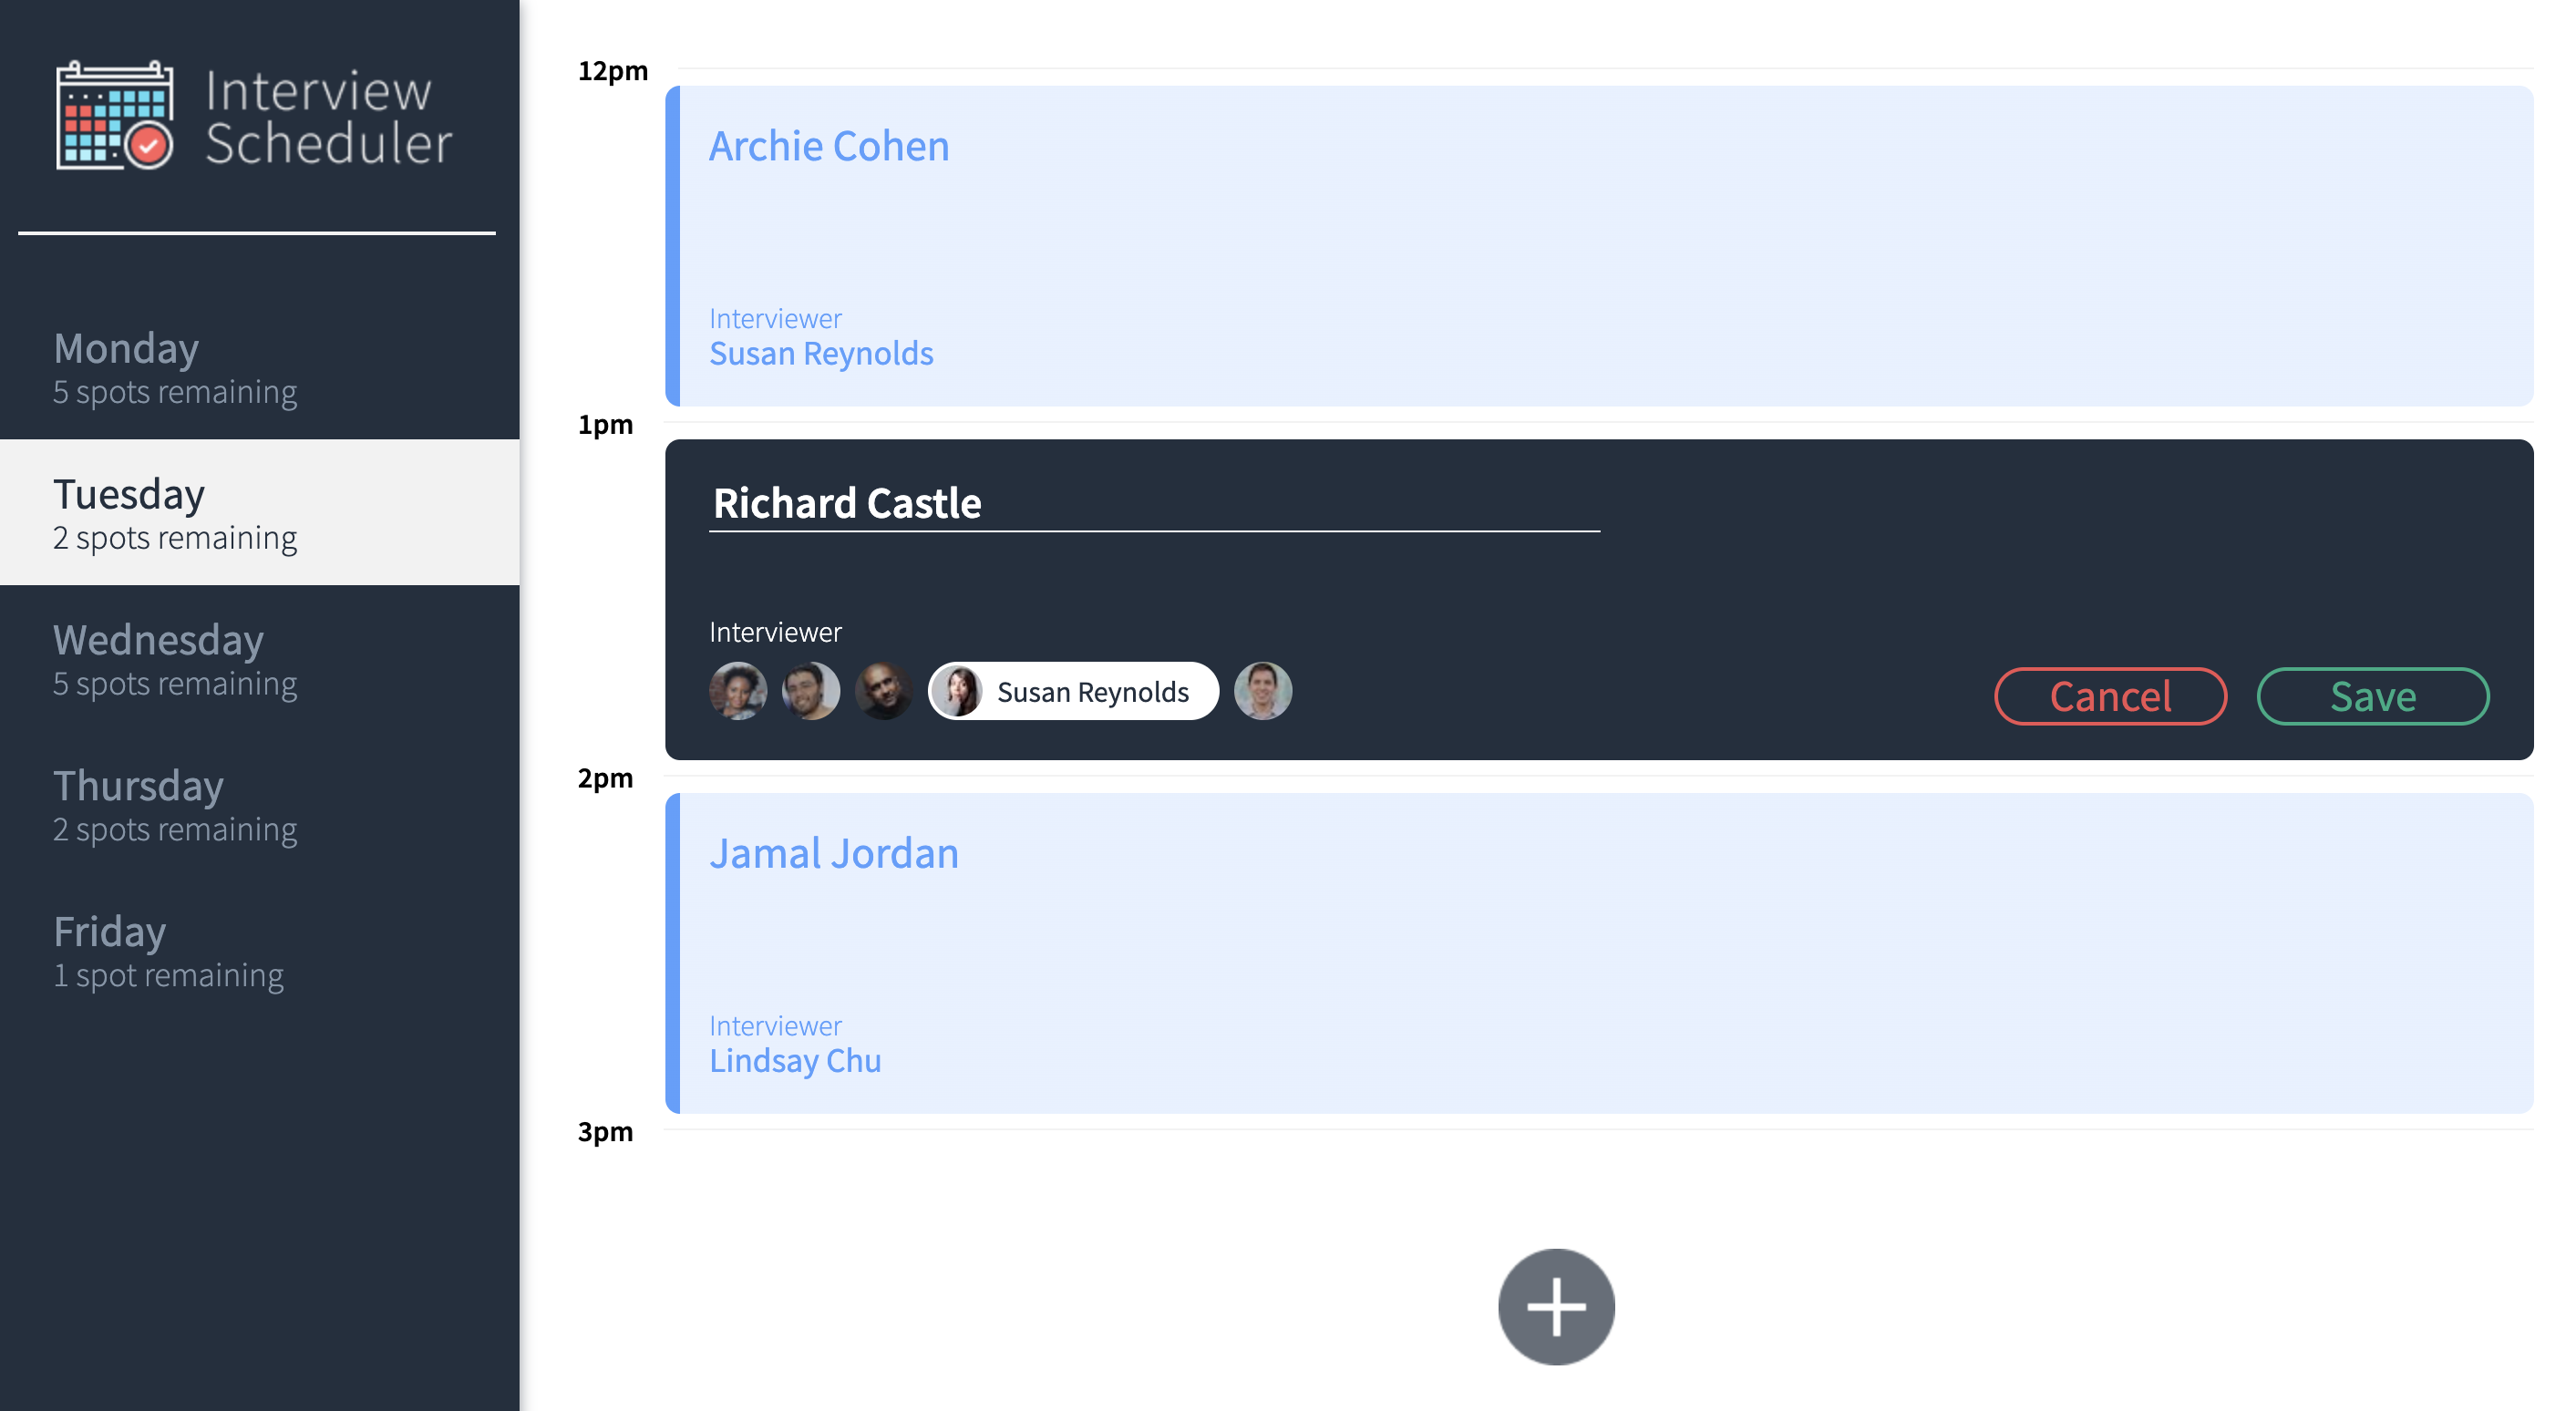 Interview
Scheduler
Monday
5 spots remaining
Tuesday
2 spots remaining
Wednesday
5 spots remaining
Thursday
2 spots remaining
Friday
1 spot remaining
12pm
Archie Cohen
Interviewer
Susan Reynolds
1pm
Richard Castle
Interviewer
Susan Reynolds
Cancel
Save
2pm
Jamal Jordan
Interviewer
Lindsay Chu
3pm